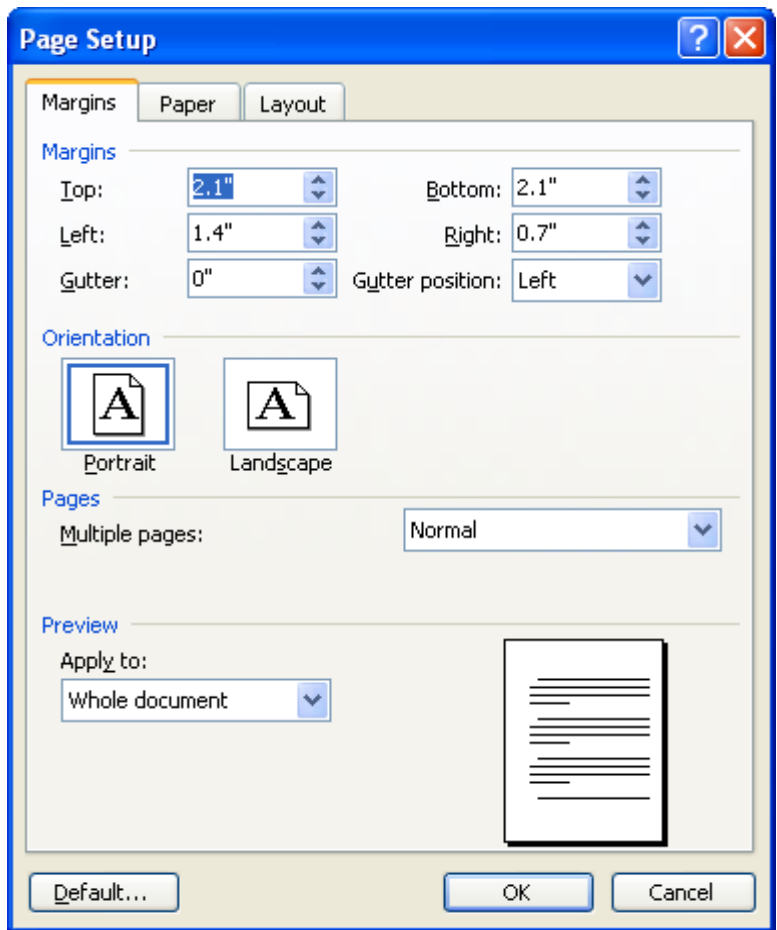 Page Setup
Margins Paper Layout
Margins
Top: 2.1" Bottom: 2.1"
Left: 1.4" Right: 0.7"
Gutter: 0" Gutter position: Left
Orientation
A A
Portrait Landscape
Pages
Multiple pages: Normal
Preview
Apply to:
Whole document
Default... OK Cancel